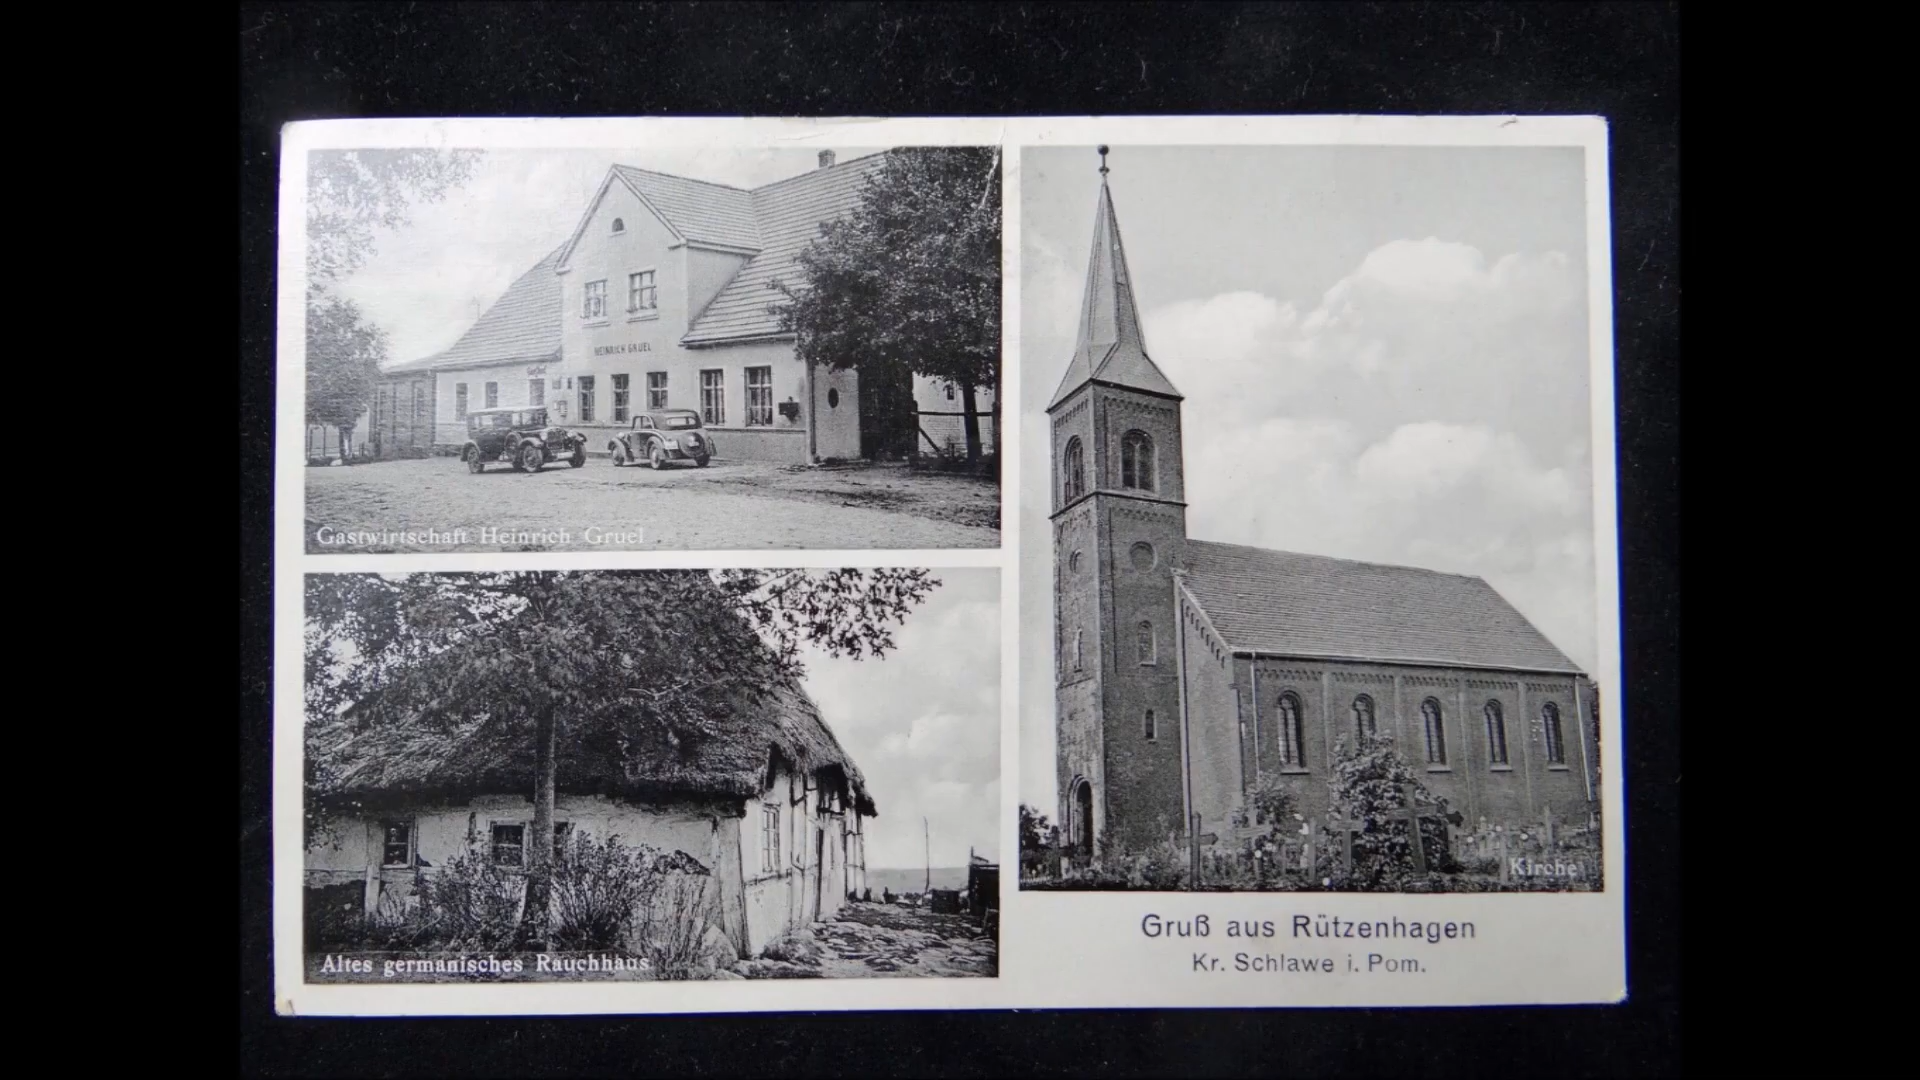 HEINRICH GRUEL
Gastwirtschaft Heinrich Gruel
Altes germanisches Rauchhaus
Kirche
Gruß aus Rützenhagen
Kr. Schlawe i. Pom.